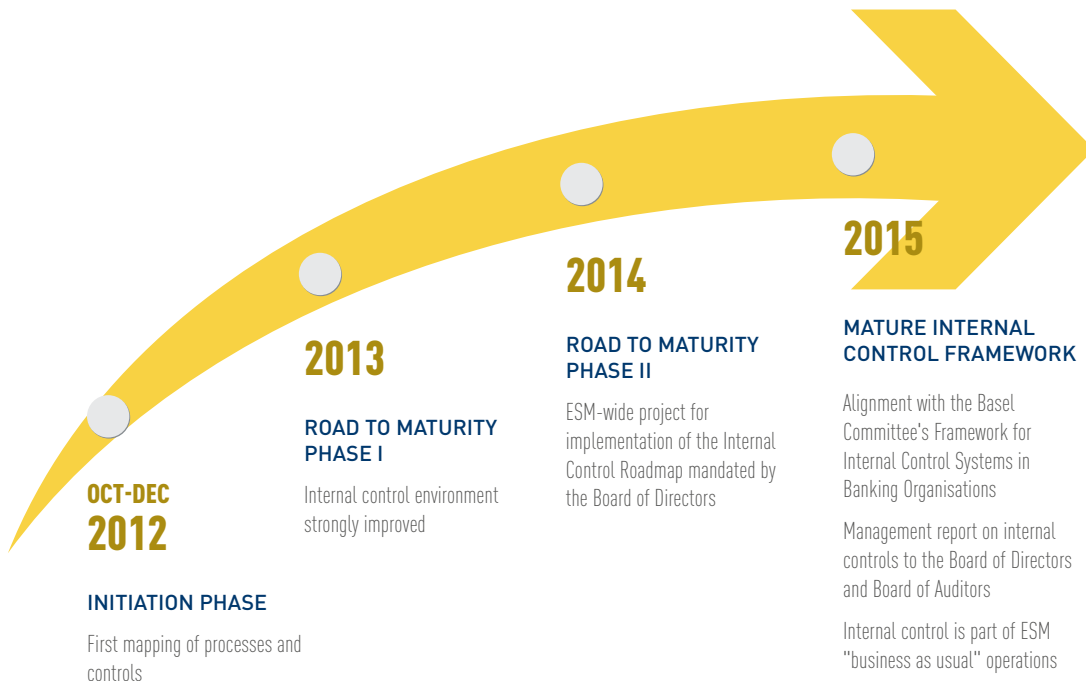 OCT-DEC
2012
INITIATION PHASE
First mapping of processes and
controls
2013
ROAD TO MATURITY
PHASE I
Internal control environment
strongly improved
2014
ROAD TO MATURITY
PHASE II
ESM-wide project for
implementation of the Internal
Control Roadmap mandated by
the Board of Directors
2015
MATURE INTERNAL
CONTROL FRAMEWORK
Alignment with the Basel
Committee's Framework for
Internal Control Systems in
Banking Organisations
Management report on internal
controls to the Board of Directors
and Board of Auditors
Internal control is part of ESM
"business as usual" operations